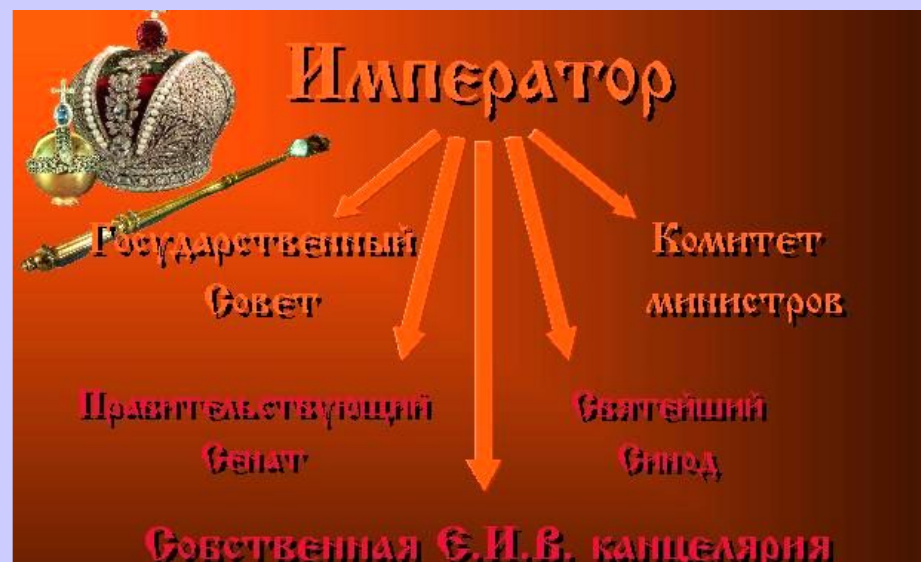 Император
Государственный
Совет
Комитет
министров
Правительствующий
Сенат
Святейший
Синод
Собственная Е.И.В. канцелярия